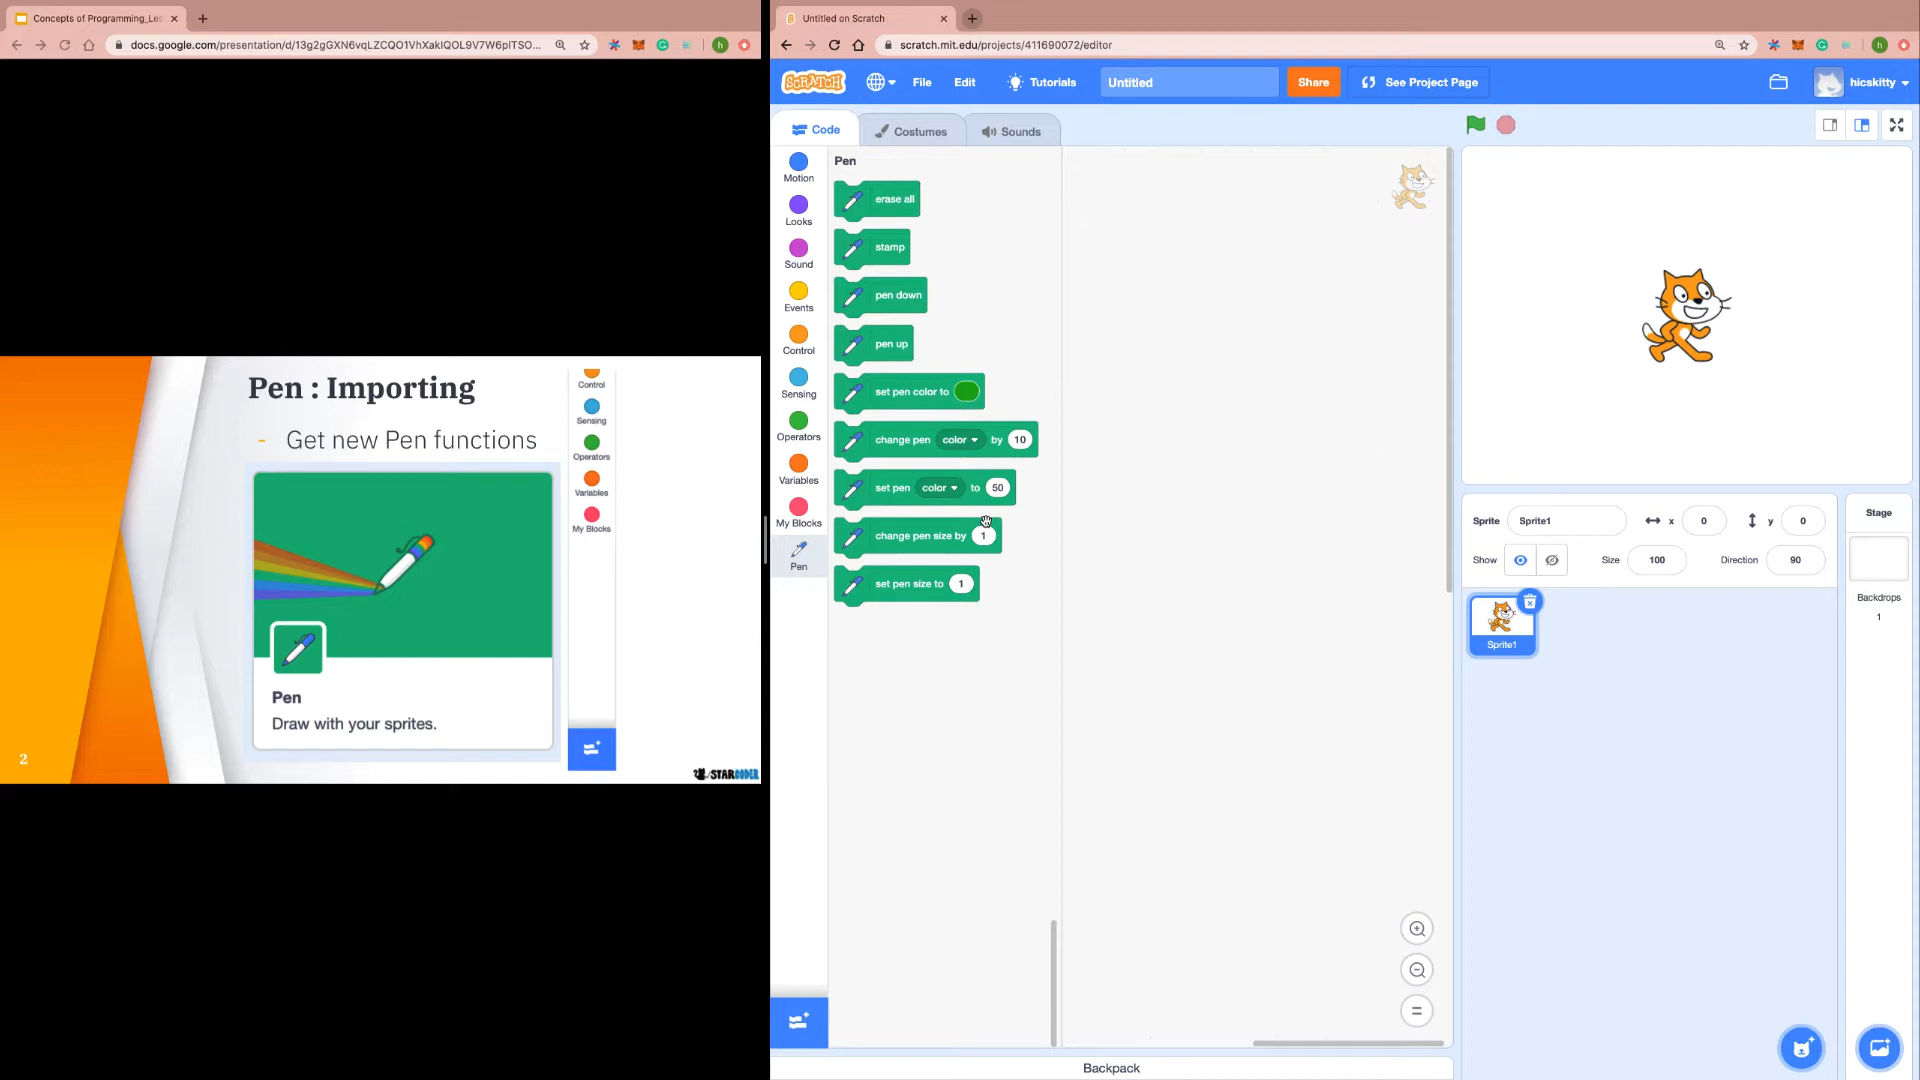 Concepts of Programming_Les
docs.google.com/presentation/d/13g2gGXN6vqLZCQO1VhXaklQOL9V7W6plTSO...
h
Pen : Importing
- Get new Pen functions
Pen
Draw with your sprites.
Control
Sensing
Operators
Variables
My Blocks
2
STARCODER
Untitled on Scratch
scratch.mit.edu/projects/411690072/editor
h
SCRATCH
File
Edit
Tutorials
Untitled
Share
See Project Page
hicskitty
Code
Costumes
Sounds
Motion
Looks
Sound
Events
Control
Sensing
Operators
Variables
My Blocks
Pen
Pen
erase all
stamp
pen down
pen up
set pen color to
change pen color by 10
set pen color to 50
change pen size by 1
set pen size to 1
Backpack
Sprite Sprite1 x 0 y 0
Show Size 100 Direction 90
Sprite1
Stage
Backdrops
1